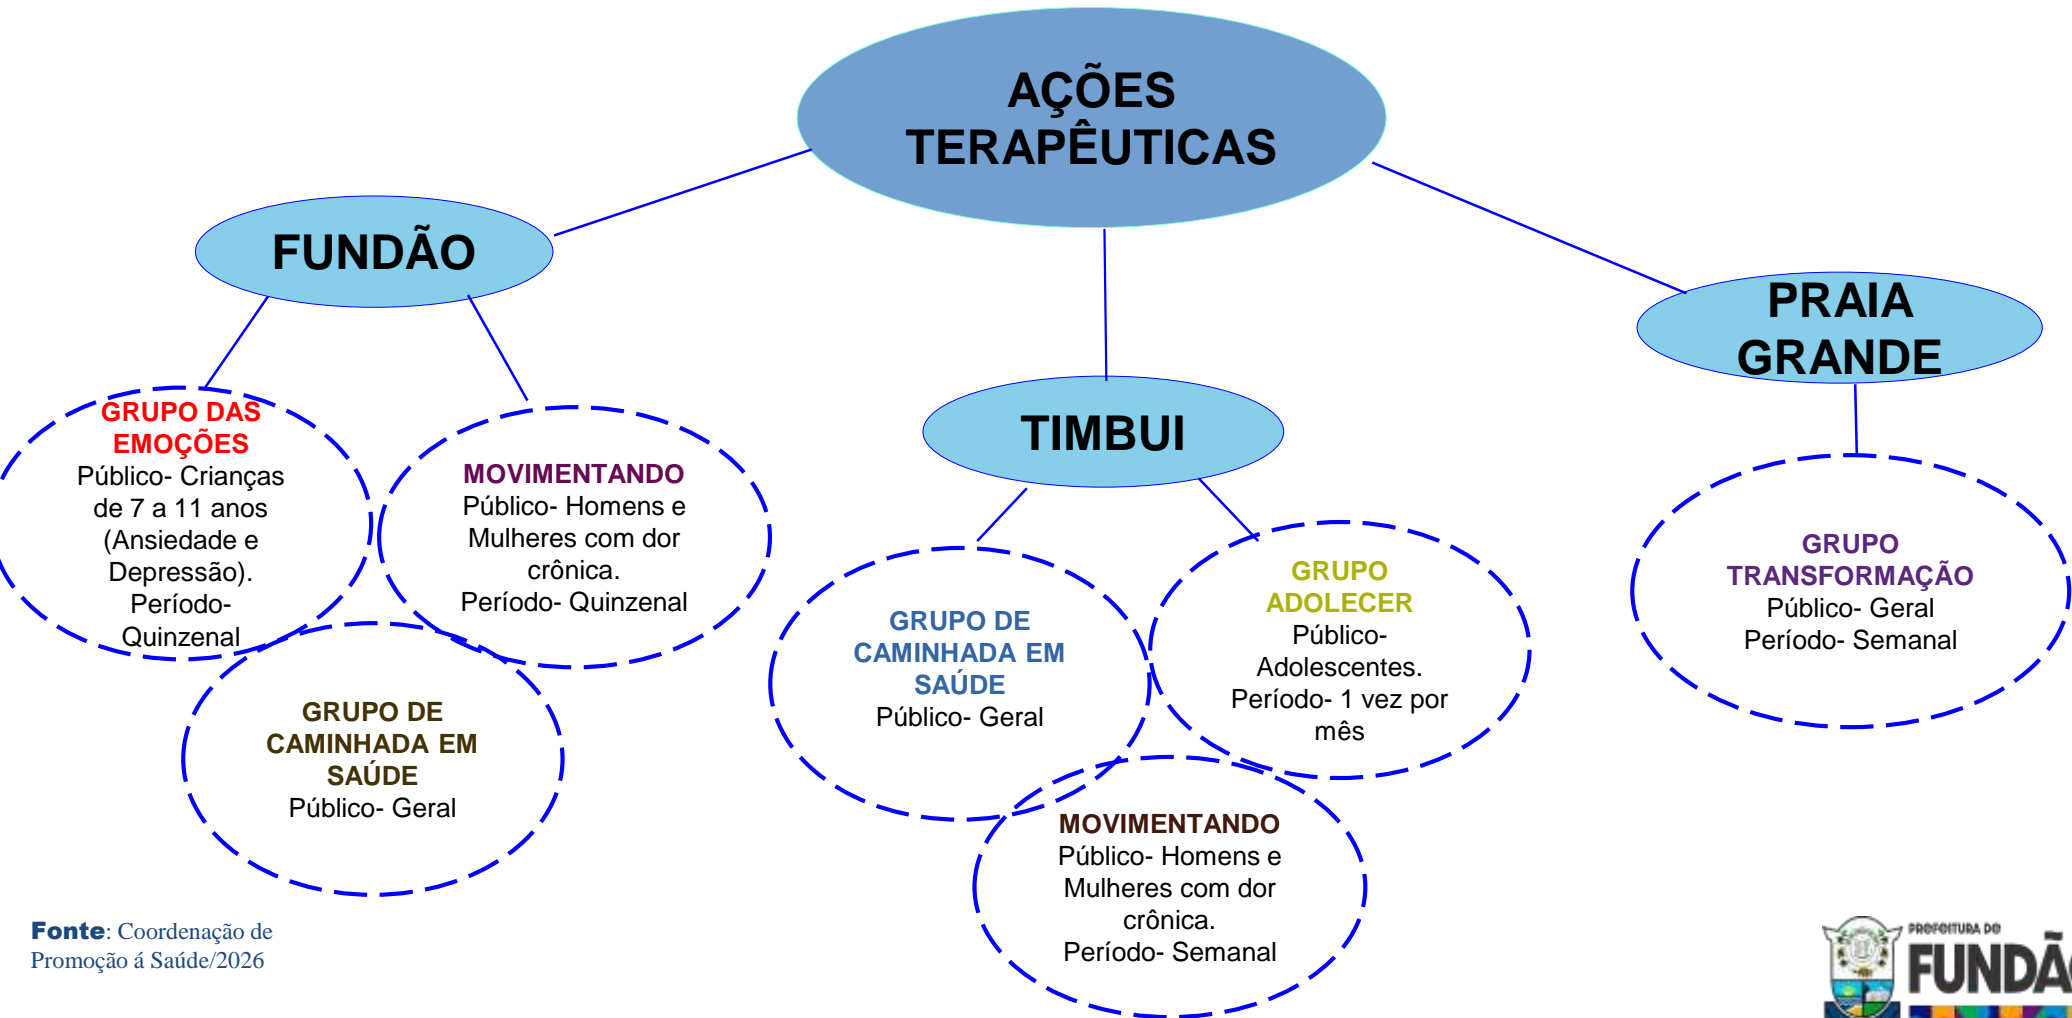 AÇÕES
TERAPÊUTICAS
FUNDÃO
GRUPO DAS
EMOÇÕES
Público- Crianças
de 7 a 11 anos
(Ansiedade e
Depressão).
Período-
Quinzenal
MOVIMENTANDO
Público- Homens e
Mulheres com dor
crônica.
Período- Quinzenal
GRUPO DE
CAMINHADA EM
SAÚDE
Público- Geral
TIMBUI
GRUPO DE
CAMINHADA EM
SAÚDE
Público- Geral
GRUPO
ADOLECER
Público-
Adolescentes.
Período- 1 vez por
mês
MOVIMENTANDO
Público- Homens e
Mulheres com dor
crônica.
Período- Semanal
PRAIA
GRANDE
GRUPO
TRANSFORMAÇÃO
Público- Geral
Período- Semanal
Fonte: Coordenação de
Promoção á Saúde/2026
PREFEITURA DE
FUNDÃO